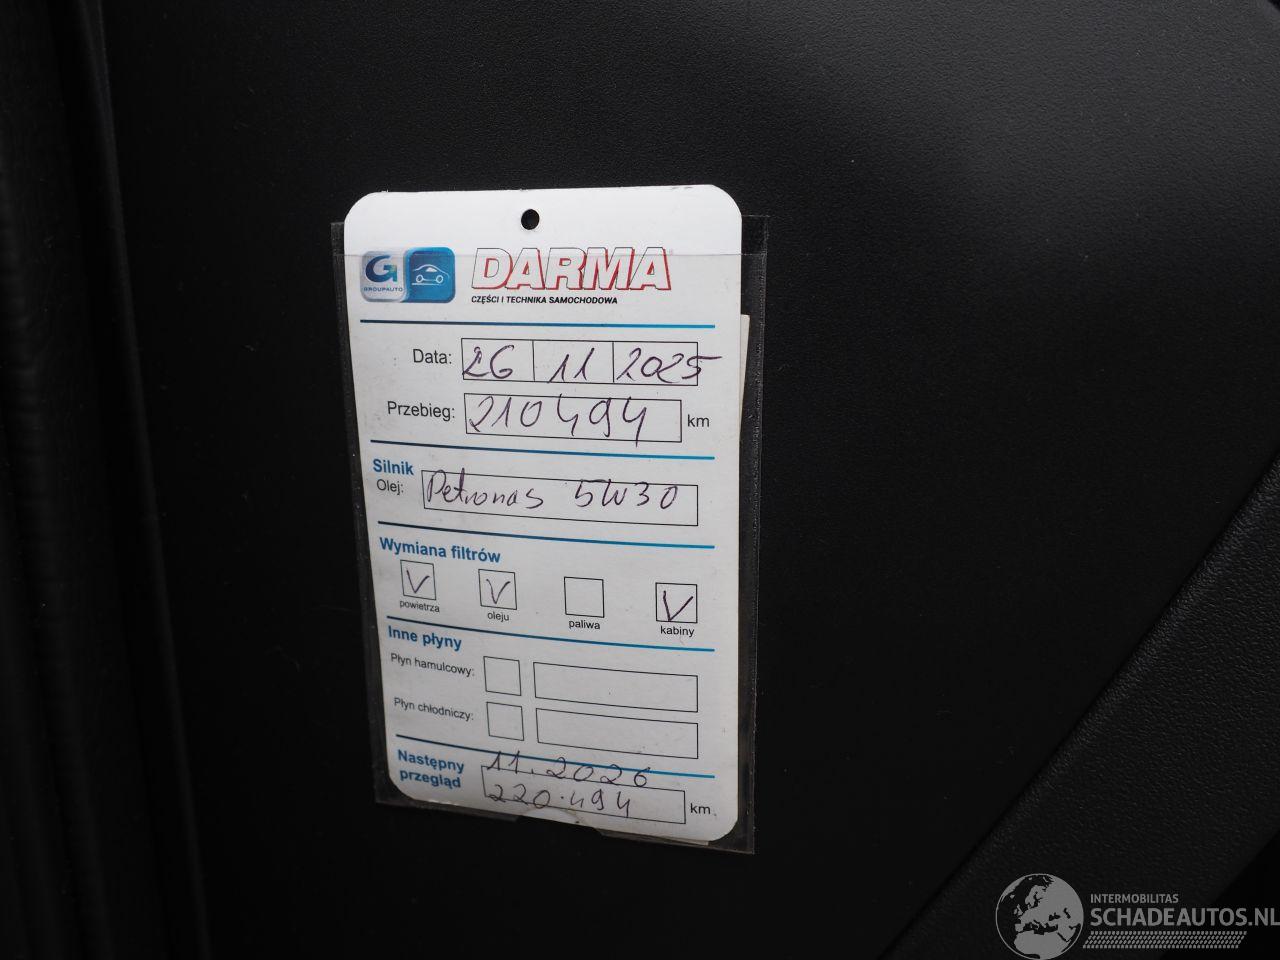 G
GROUPAUTO
DARMA®
CZĘŚCI I TECHNIKA SAMOCHODOWA
Data: 26 11 2025
Przebieg: 210494 km
Silnik
Olej: Petronas 5W30
Wymiana filtrów
V V V
powietrza oleju paliwa kabiny
Inne płyny
Płyn hamulcowy:
Płyn chłodniczy:
Następny 11.2026
przegląd 220.494 km
INTERMOBILITAS
SCHADEAUTOS.NL